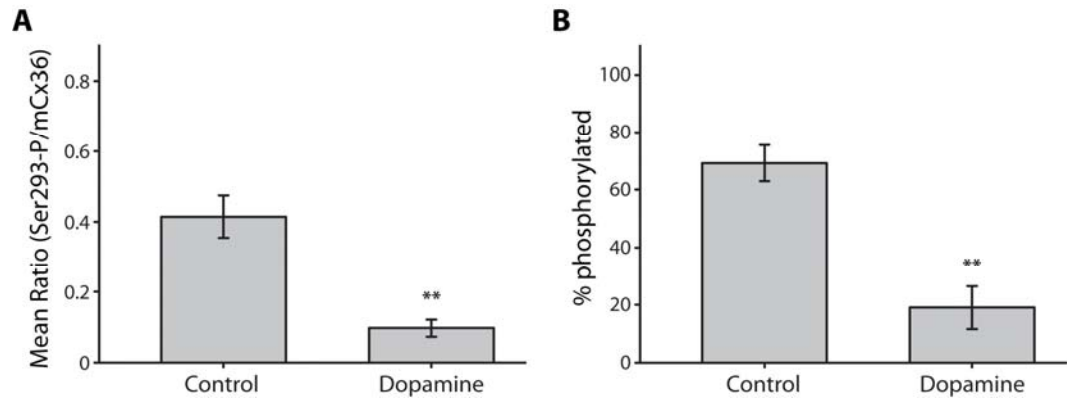 A
Mean Ratio (Ser293-P/mCx36)
0.8
0.6
0.4
0.2
0
**
Control
Dopamine
B
% phosphorylated
100
80
60
40
20
0
**
Control
Dopamine